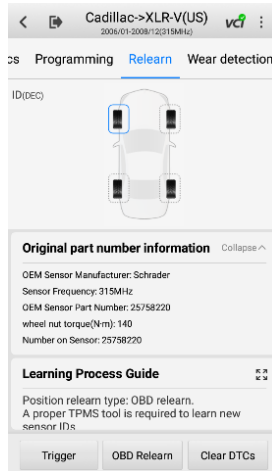 Cadillac->XLR-V(US)
vci
2006/01-2008/12(315MHz)
cs Programming Relearn Wear detection
ID(DEC)
Original part number information Collapse
OEM Sensor Manufacturer: Schrader
Sensor Frequency: 315MHz
OEM Sensor Part Number: 25758220
wheel nut torque(N·m): 140
Number on Sensor: 25758220
Learning Process Guide
Position relearn type: OBD relearn.
A proper TPMS tool is required to learn new
sensor IDs
Trigger OBD Relearn Clear DTCs